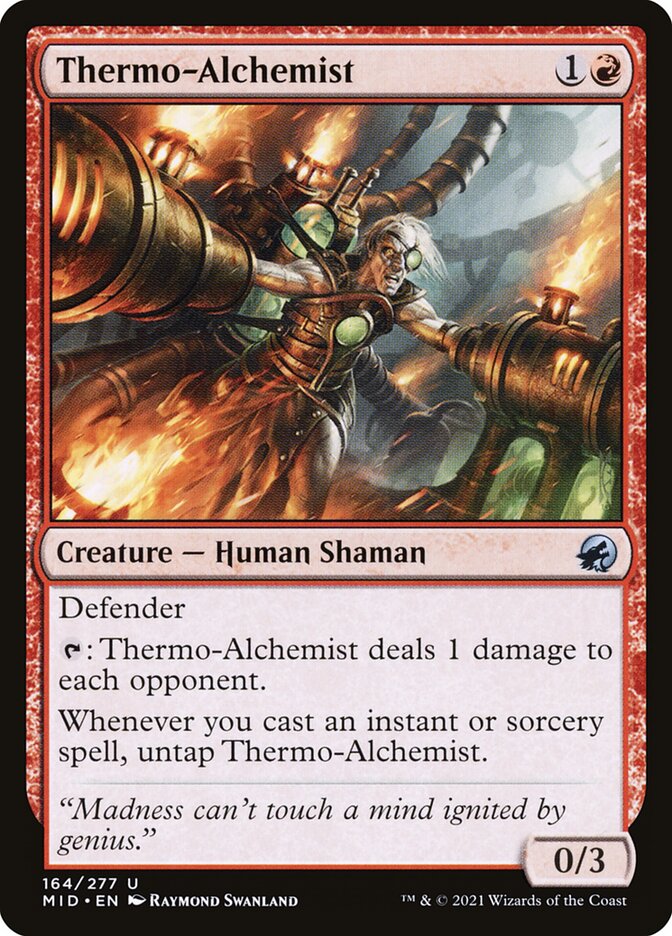 Thermo-Alchemist 1
Creature — Human Shaman
Defender
: Thermo-Alchemist deals 1 damage to
each opponent.
Whenever you cast an instant or sorcery
spell, untap Thermo-Alchemist.
“Madness can’t touch a mind ignited by
genius.”
0/3
164/277 U
MID • EN Raymond Swanland ™ & © 2021 Wizards of the Coast